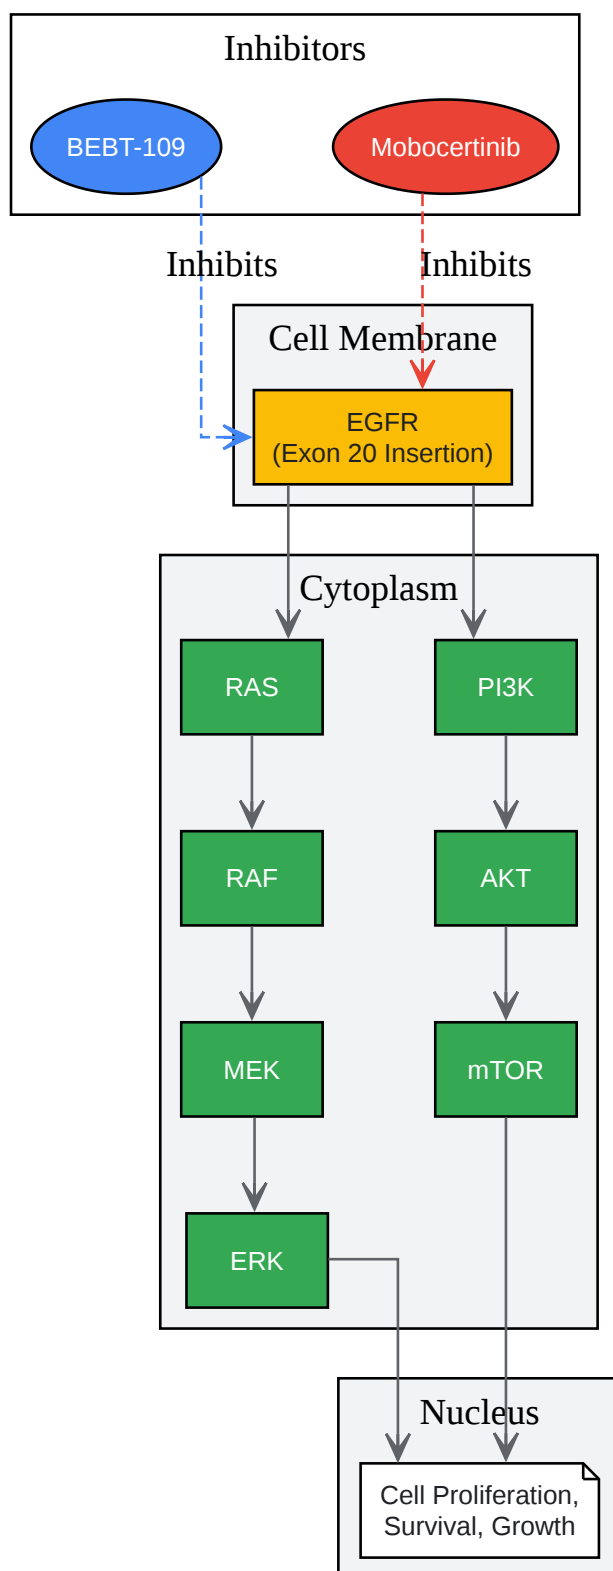 Inhibitors
BEBT-109
Mobocertinib
Inhibits
Inhibits
Cell Membrane
EGFR
(Exon 20 Insertion)
Cytoplasm
RAS
PI3K
RAF
AKT
MEK
mTOR
ERK
Nucleus
Cell Proliferation,
Survival, Growth